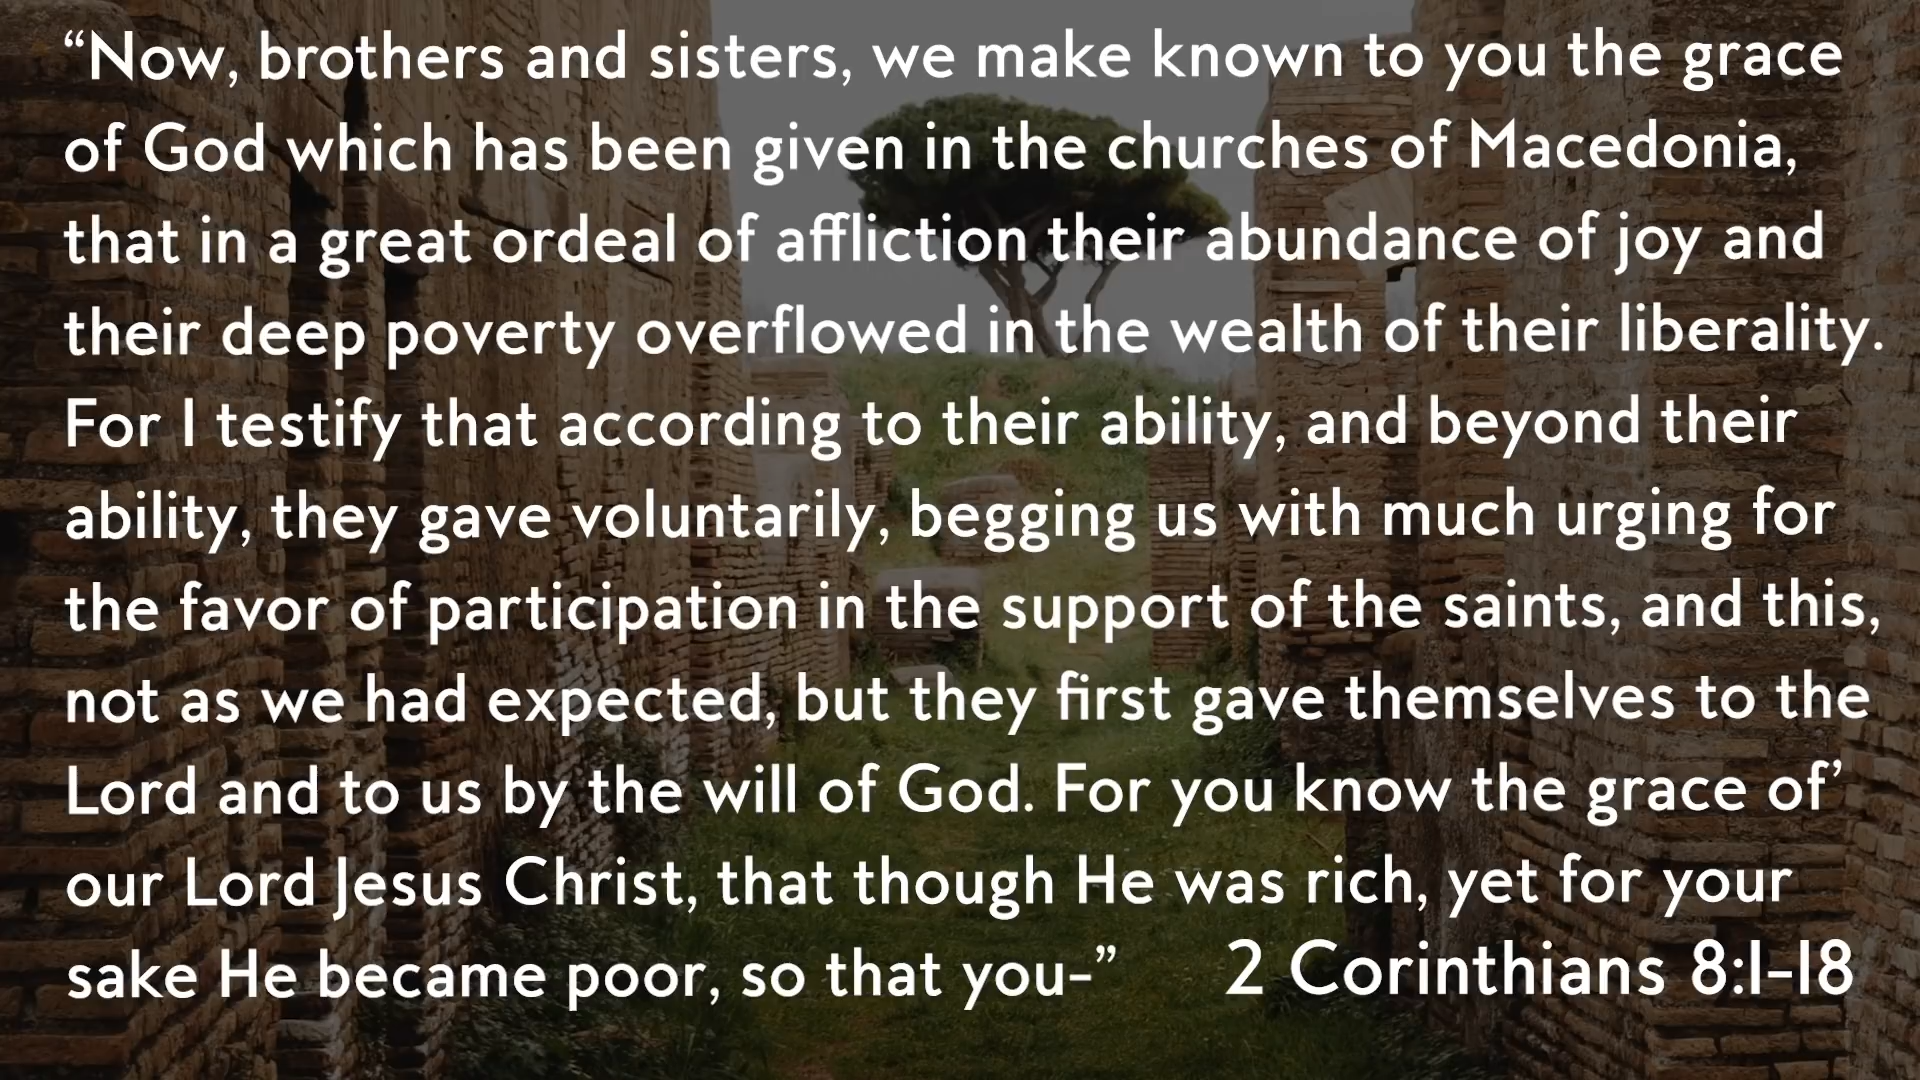 “Now, brothers and sisters, we make known to you the grace
of God which has been given in the churches of Macedonia,
that in a great ordeal of affliction their abundance of joy and
their deep poverty overflowed in the wealth of their liberality.
For I testify that according to their ability, and beyond their
ability, they gave voluntarily, begging us with much urging for
the favor of participation in the support of the saints, and this,
not as we had expected, but they first gave themselves to the
Lord and to us by the will of God. For you know the grace of’
our Lord Jesus Christ, that though He was rich, yet for your
sake He became poor, so that you-” 2 Corinthians 8:1-18